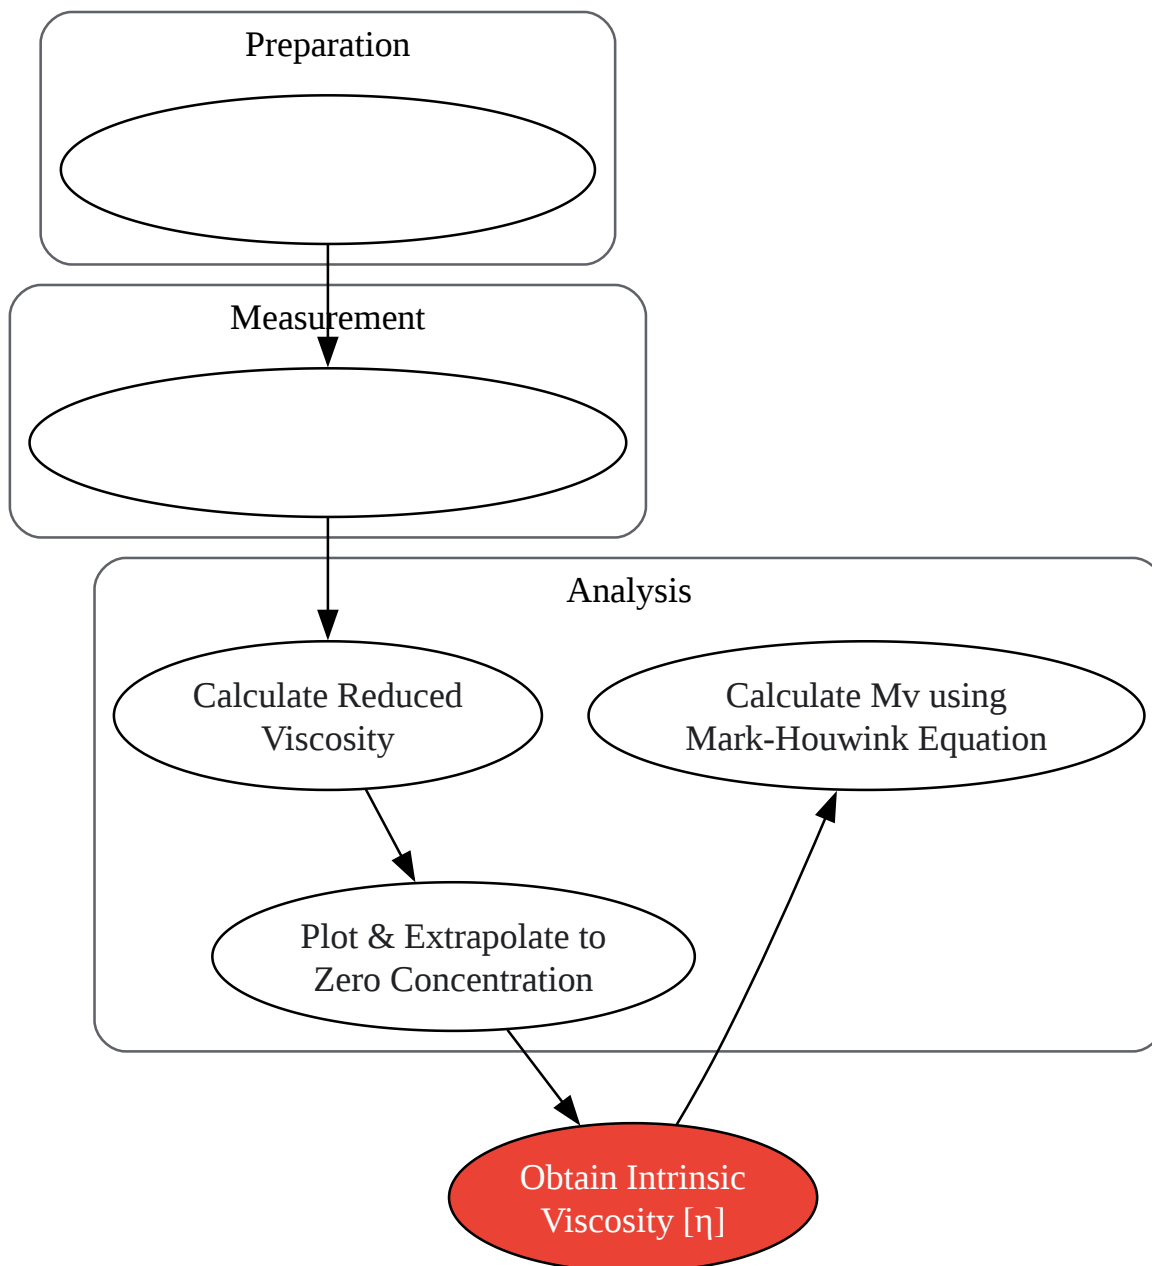 Preparation
Measurement
Analysis
Calculate Reduced
Viscosity
Calculate Mv using
Mark-Houwink Equation
Plot & Extrapolate to
Zero Concentration
Obtain Intrinsic
Viscosity [η]